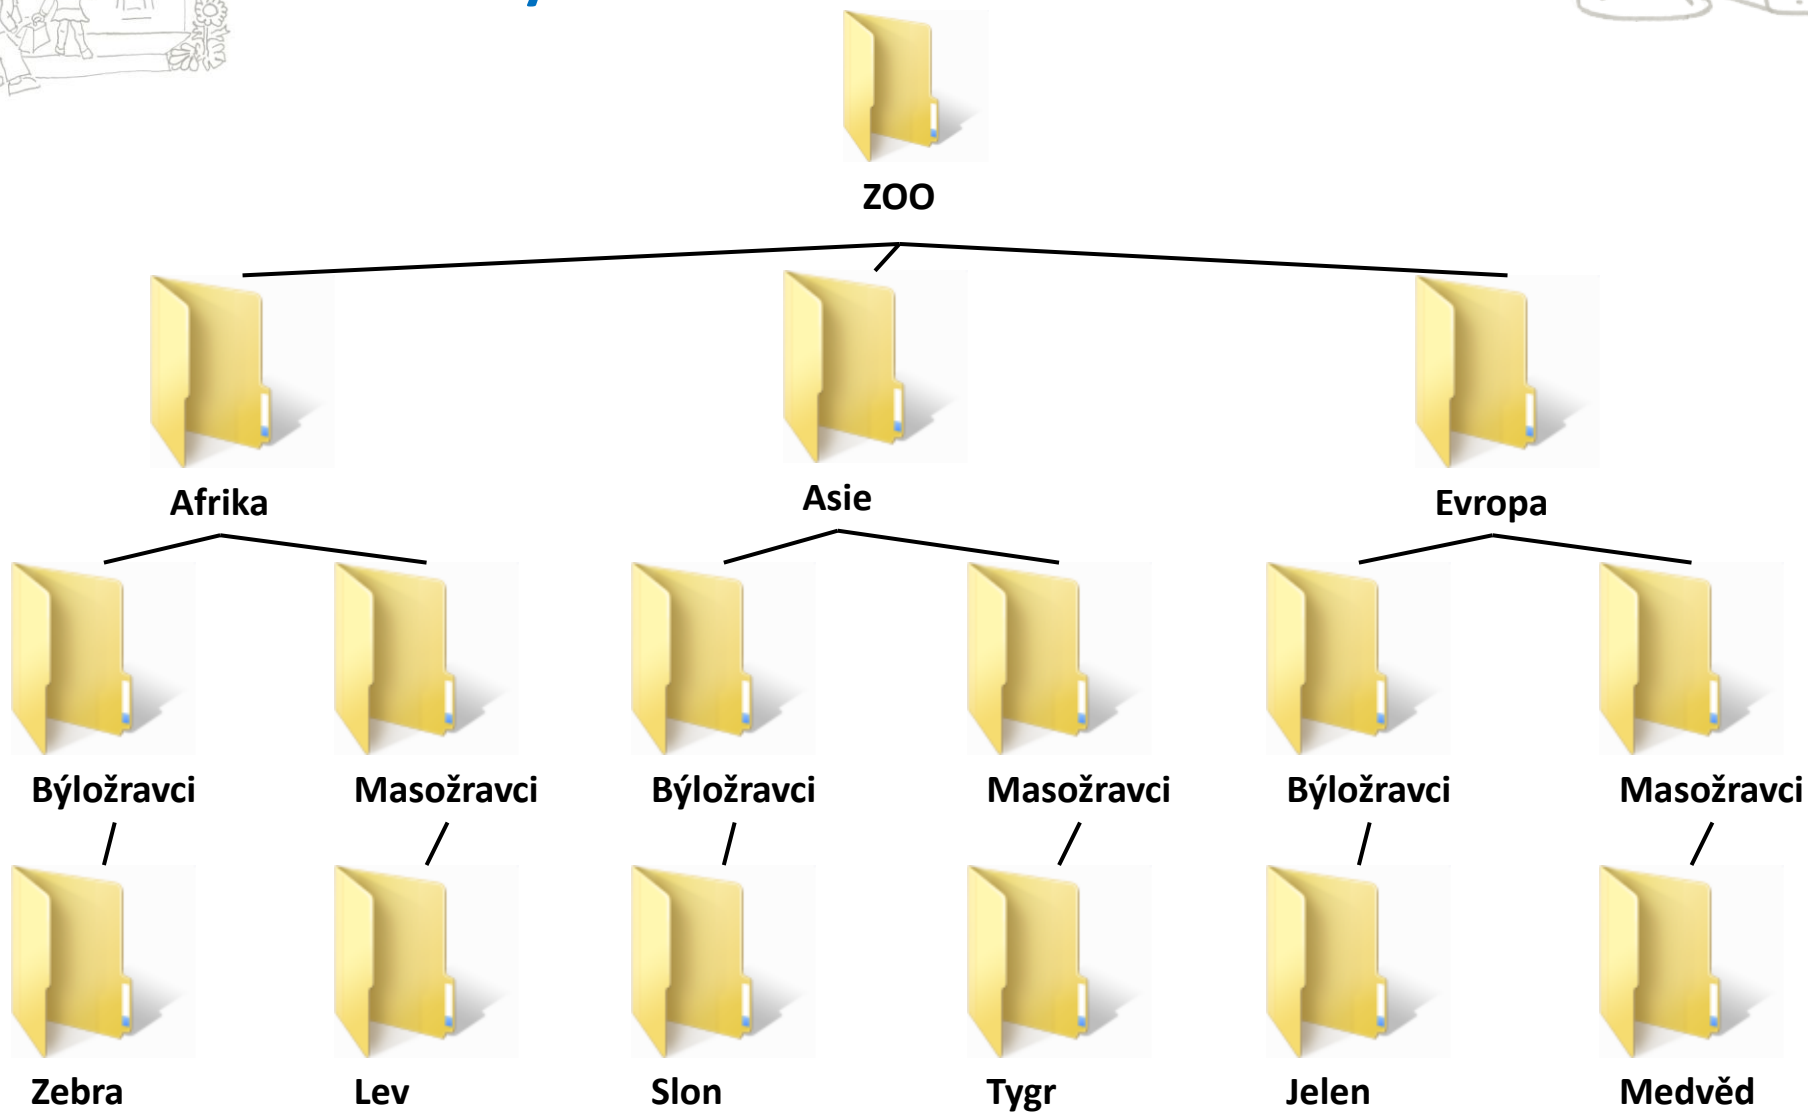 ZOO
Afrika
Asie
Evropa
Býložravci
Masožravci
Býložravci
Masožravci
Býložravci
Masožravci
Zebra
Lev
Slon
Tygr
Jelen
Medvěd